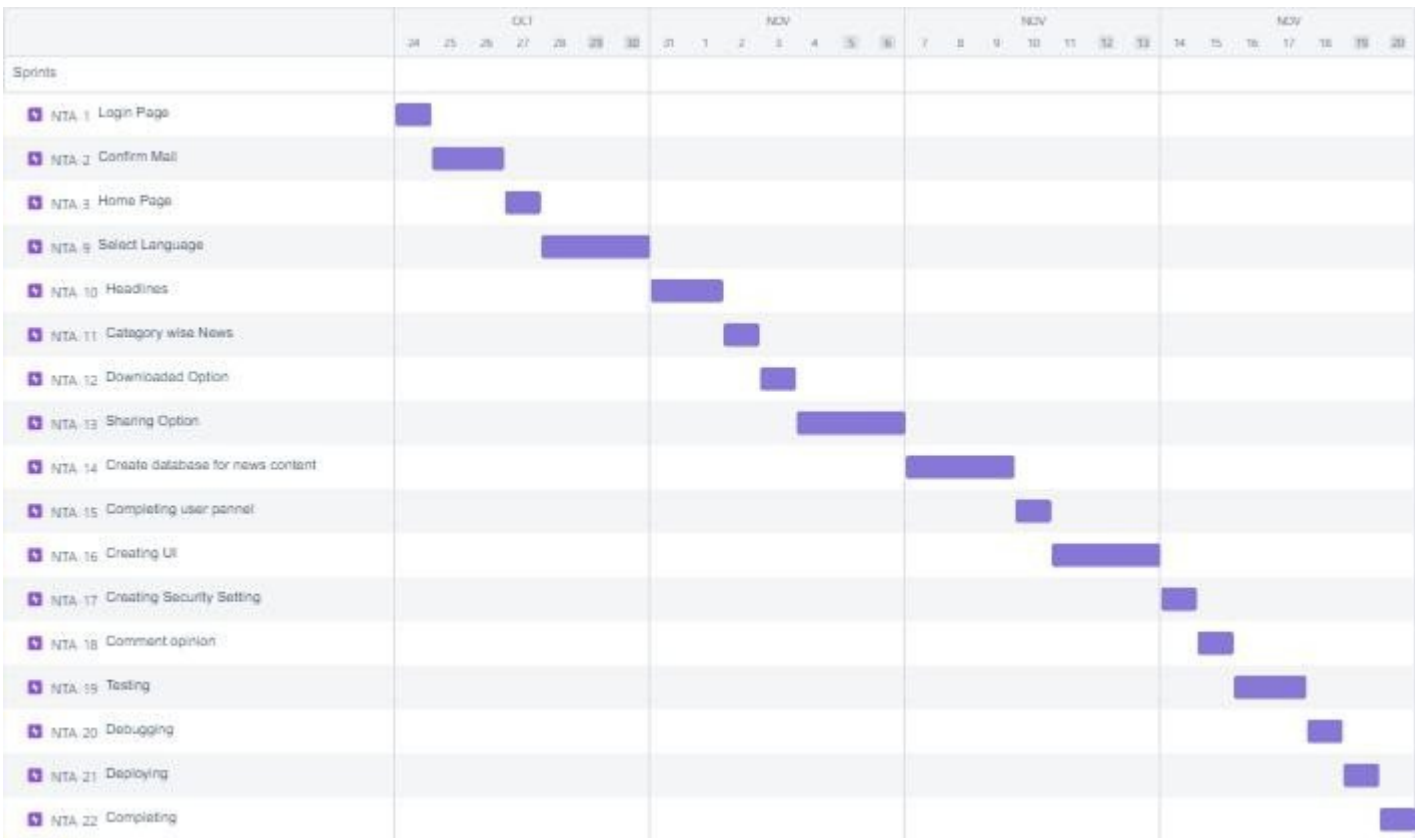 OCT NOV NOV NOV
24 25 26 27 28 29 30 31 1 2 3 4 5 6 7 8 9 10 11 12 13 14 15 16 17 18 19 20
Sprints
NTA-1 Login Page
NTA-2 Confirm Mail
NTA-3 Home Page
NTA-9 Select Language
NTA-10 Headlines
NTA-11 Category wise News
NTA-12 Downloaded Option
NTA-13 Sharing Option
NTA-14 Create database for news content
NTA-15 Completing user pannel
NTA-16 Creating UI
NTA-17 Creating Security Setting
NTA-18 Comment opinion
NTA-19 Testing
NTA-20 Debugging
NTA-21 Deploying
NTA-22 Completing